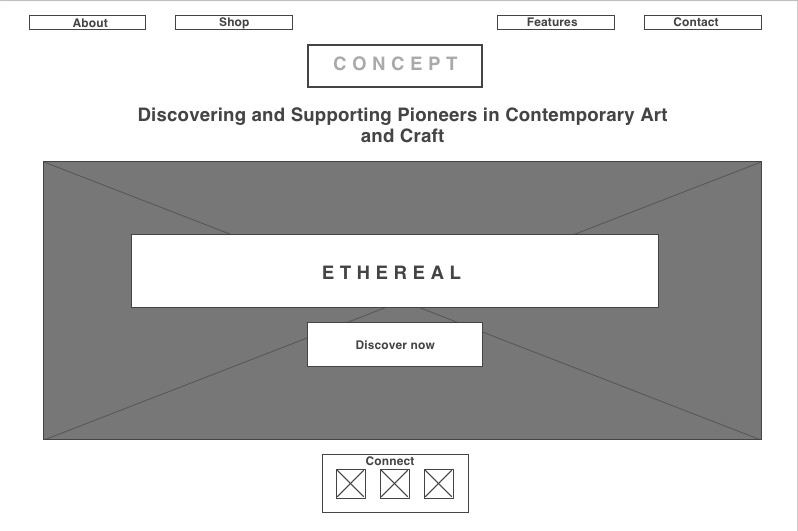 About
Shop
Features
Contact
CONCEPT
Discovering and Supporting Pioneers in Contemporary Art
and Craft
ETHEREAL
Discover now
Connect